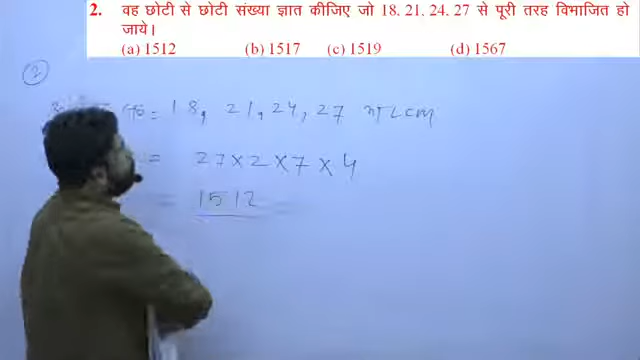 2. वह छोटी से छोटी संख्या ज्ञात कीजिए जो 18. 21. 24. 27 से पूरी तरह विभाजित हो
जाये।
(a) 1512 (b) 1517 (c) 1519 (d) 1567
2
= 18, 21, 24, 27 का LCM
= 27×2×7×4
= 1512